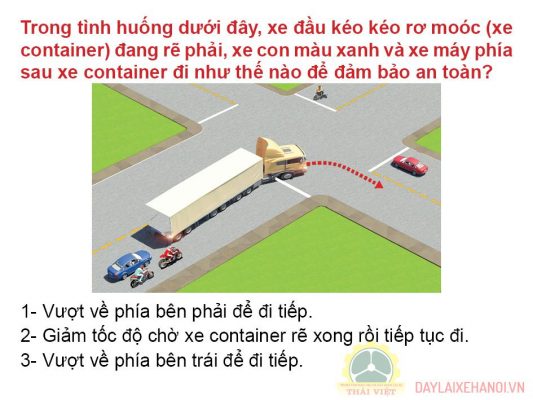 Trong tình huống dưới đây, xe đầu kéo kéo rơ moóc (xe
container) đang rẽ phải, xe con màu xanh và xe máy phía
sau xe container đi như thế nào để đảm bảo an toàn?
1- Vượt về phía bên phải để đi tiếp.
2- Giảm tốc độ chờ xe container rẽ xong rồi tiếp tục đi.
3- Vượt về phía bên trái để đi tiếp.
THÁI VIỆT
DAYLAIXEHANOI.VN